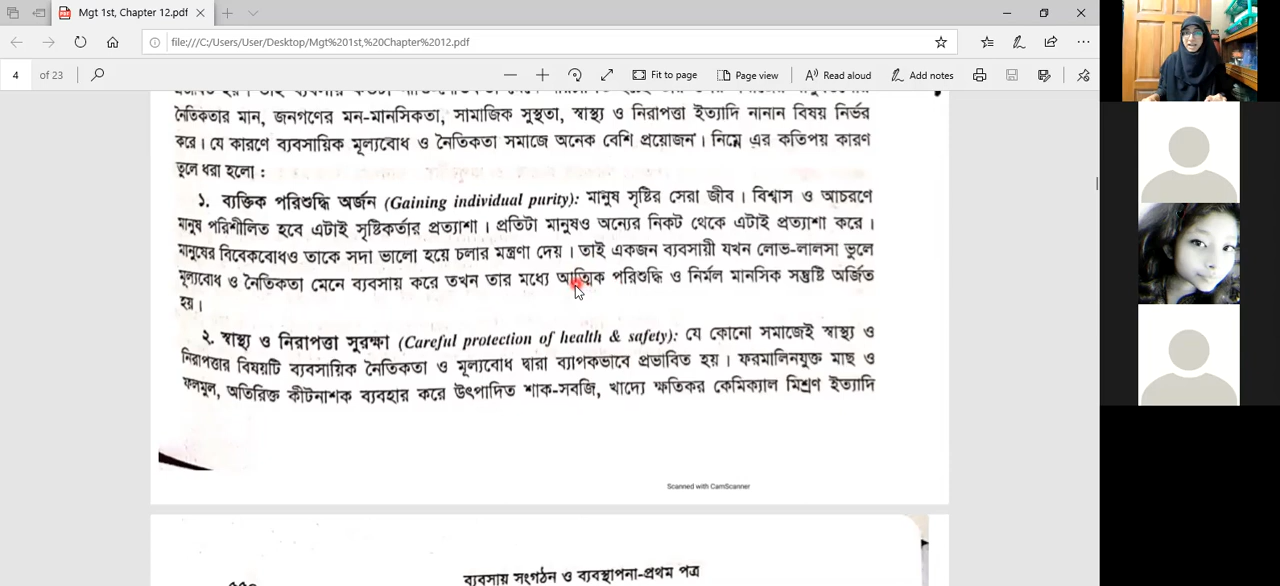 Mgt 1st, Chapter 12.pdf
file:///C:/Users/User/Desktop/Mgt%201st,%20Chapter%2012.pdf
4 of 23 Fit to page Page view Read aloud Add notes
নৈতিকতার মান, জনগণের মন-মানসিকতা, সামাজিক সুস্থতা, স্বাস্থ্য ও নিরাপত্তা ইত্যাদি নানান বিষয় নির্ভর
করে। যে কারণে ব্যবসায়িক মূল্যবোধ ও নৈতিকতা সমাজে অনেক বেশি প্রয়োজন। নিম্নে এর কতিপয় কারণ
তুলে ধরা হলো :
১. ব্যক্তিক পরিশুদ্ধি অর্জন (Gaining individual purity): মানুষ সৃষ্টির সেরা জীব। বিশ্বাস ও আচরণে
মানুষ পরিশীলিত হবে এটাই সৃষ্টিকর্তার প্রত্যাশা। প্রতিটা মানুষও অন্যের নিকট থেকে এটাই প্রত্যাশা করে।
মানুষের বিবেকবোধও তাকে সদা ভালো হয়ে চলার মন্ত্রণা দেয়। তাই একজন ব্যবসায়ী যখন লোভ-লালসা ভুলে
মূল্যবোধ ও নৈতিকতা মেনে ব্যবসায় করে তখন তার মধ্যে আত্মিক পরিশুদ্ধি ও নির্মল মানসিক সন্তুষ্টি অর্জিত
হয়।
২. স্বাস্থ্য ও নিরাপত্তা সুরক্ষা (Careful protection of health & safety): যে কোনো সমাজেই স্বাস্থ্য ও
নিরাপত্তার বিষয়টি ব্যবসায়িক নৈতিকতা ও মূল্যবোধ দ্বারা ব্যাপকভাবে প্রভাবিত হয়। ফরমালিনযুক্ত মাছ ও
ফলমুল, অতিরিক্ত কীটনাশক ব্যবহার করে উৎপাদিত শাক-সবজি, খাদ্যে ক্ষতিকর কেমিক্যাল মিশ্রণ ইত্যাদি
Scanned with CamScanner
ব্যবসায় সংগঠন ও ব্যবস্থাপনা-প্রথম পত্র